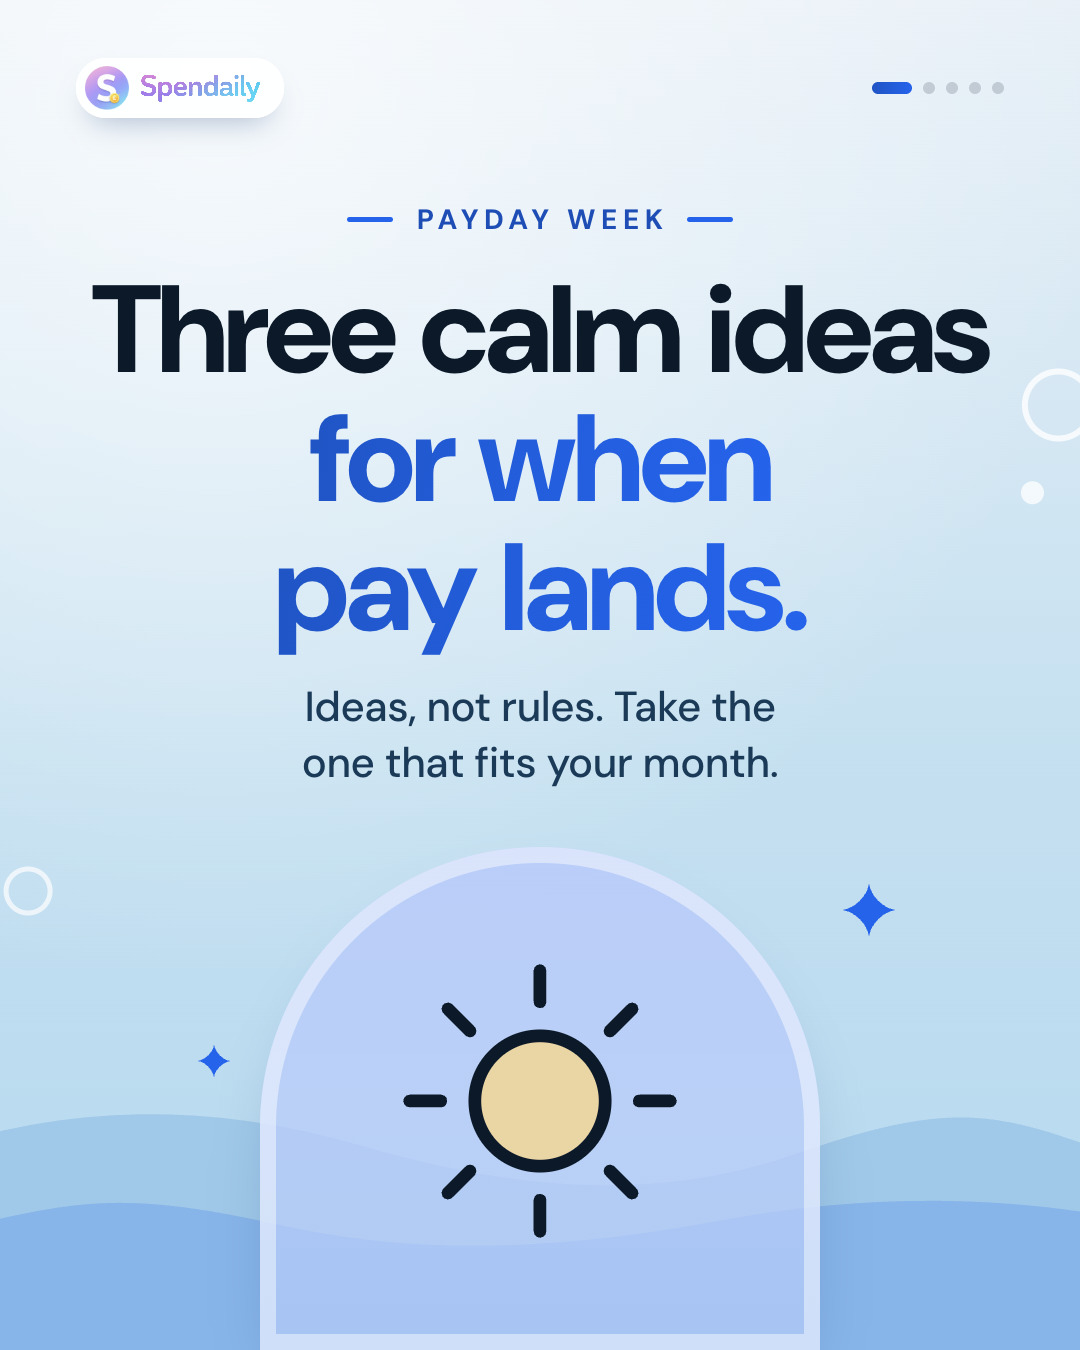 Spendaily
PAYDAY WEEK
Three calm ideas
for when
pay lands.
Ideas, not rules. Take the
one that fits your month.